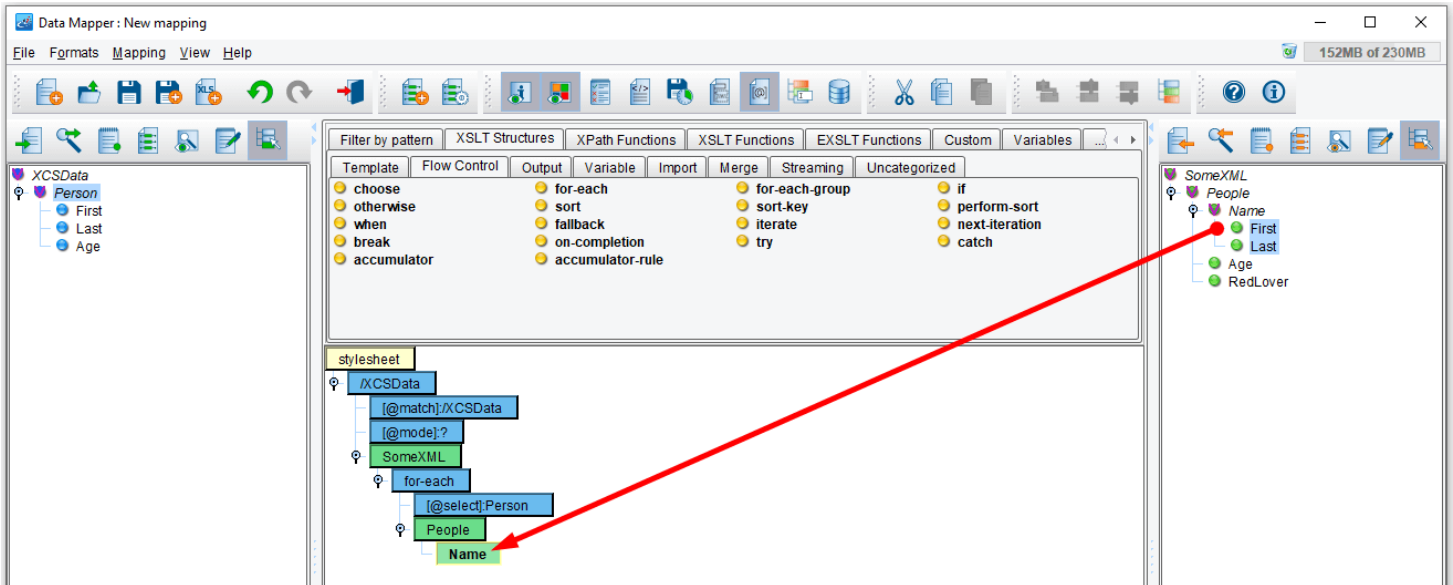 Data Mapper : New mapping
File Formats Mapping View Help
152MB of 230MB
XLS
Filter by pattern XSLT Structures XPath Functions XSLT Functions EXSLT Functions Custom Variables ...
Template Flow Control Output Variable Import Merge Streaming Uncategorized
choose for-each for-each-group if
otherwise sort sort-key perform-sort
when fallback iterate next-iteration
break on-completion try catch
accumulator accumulator-rule
XCSData
Person
First
Last
Age
stylesheet
/XCSData
[@match]:/XCSData
[@mode]:?
SomeXML
for-each
[@select]:Person
People
Name
SomeXML
People
Name
First
Last
Age
RedLover